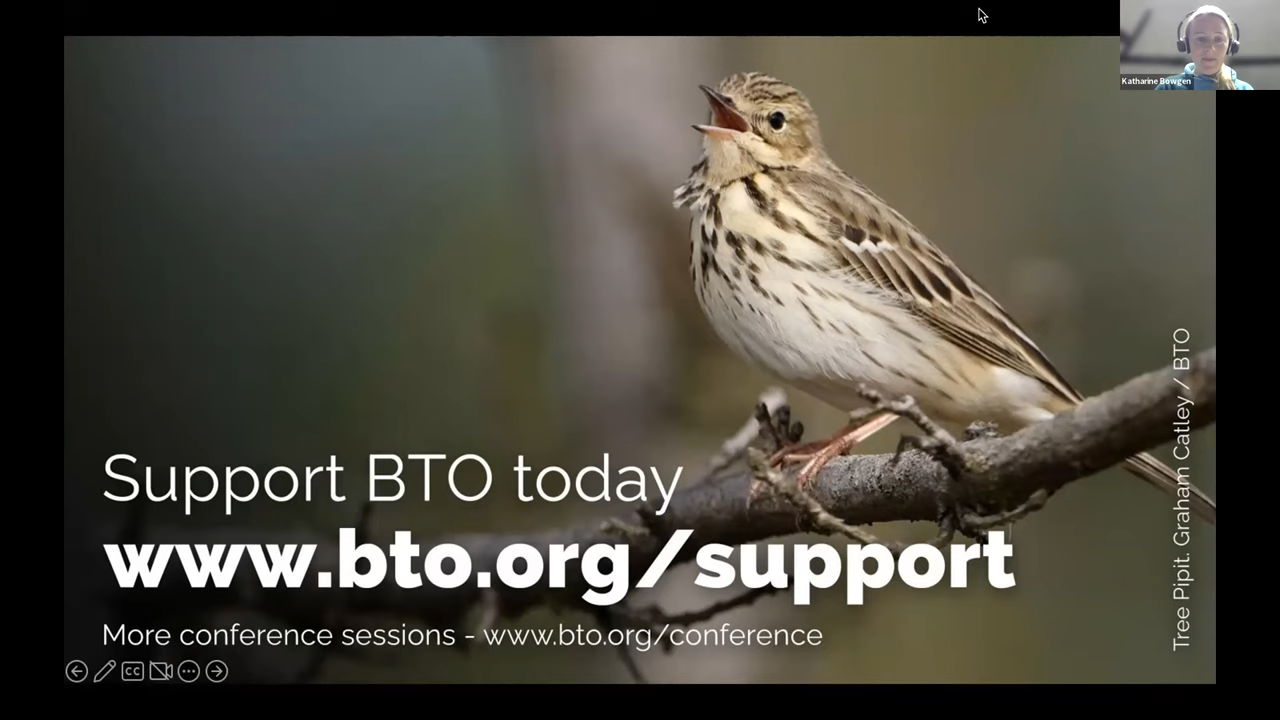 Katharine Bowgen
Support BTO today
www.bto.org/support
More conference sessions - www.bto.org/conference
Tree Pipit. Graham Catley / BTO
CC